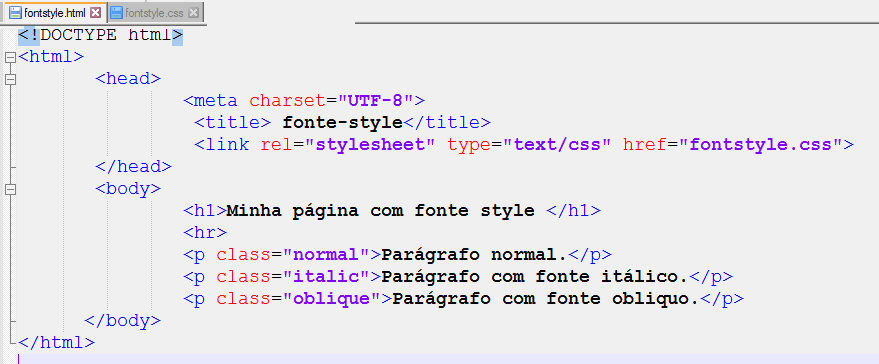 fontstyle.html fontstyle.css
<!DOCTYPE html>
<html>
<head>
<meta charset="UTF-8">
<title> fonte-style</title>
<link rel="stylesheet" type="text/css" href="fontstyle.css">
</head>
<body>
<h1>Minha página com fonte style </h1>
<hr>
<p class="normal">Parágrafo normal.</p>
<p class="italic">Parágrafo com fonte itálico.</p>
<p class="oblique">Parágrafo com fonte obliquo.</p>
</body>
</html>